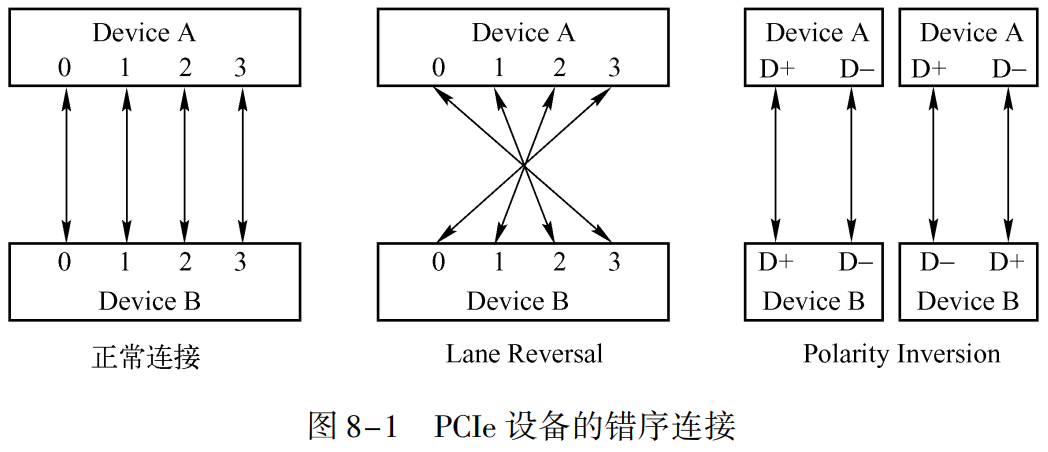 Device A
0 1 2 3
0 1 2 3
Device B
正常连接
Device A
0 1 2 3
0 1 2 3
Device B
Lane Reversal
Device A
D+ D−
D+ D−
Device B
Device A
D+ D−
D− D+
Device B
Polarity Inversion
图 8-1 PCIe 设备的错序连接